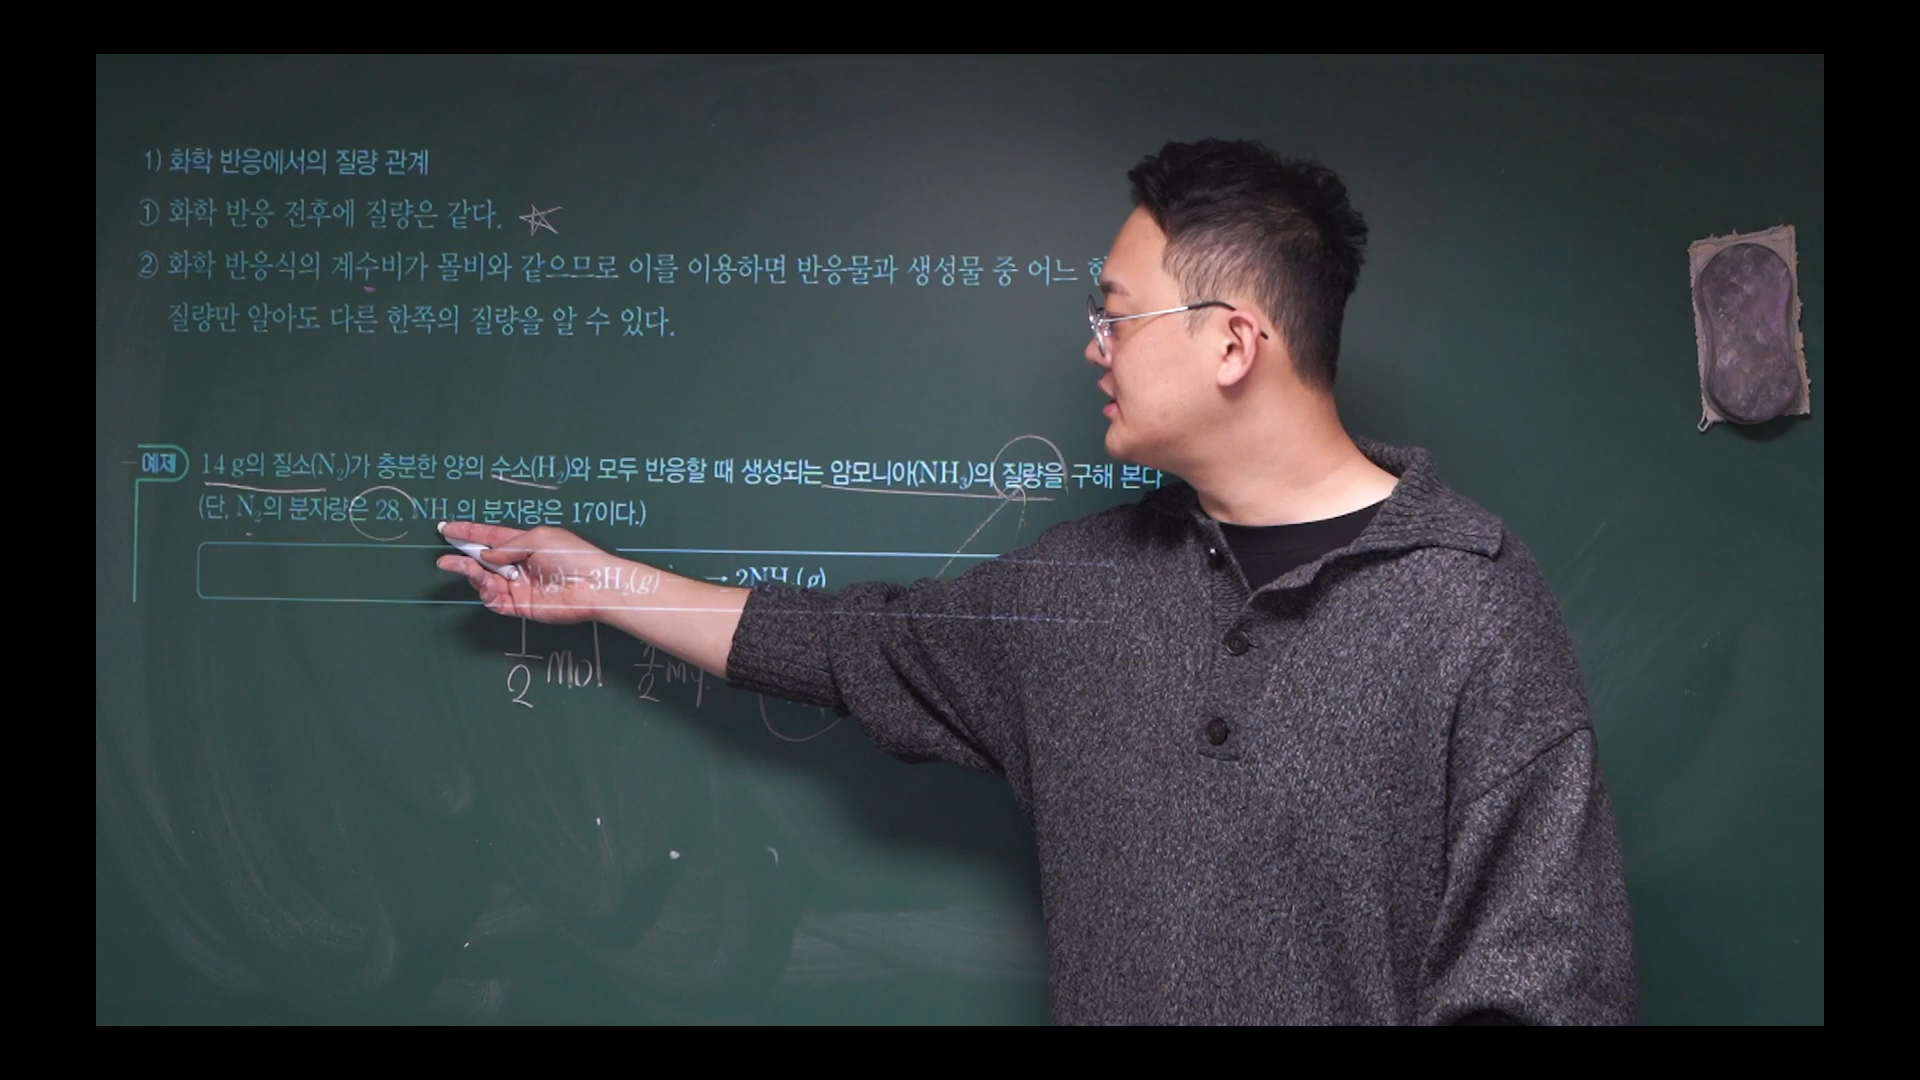 1) 화학 반응에서의 질량 관계
① 화학 반응 전후에 질량은 같다.
② 화학 반응식의 계수비가 몰비와 같으므로 이를 이용하면 반응물과 생성물 중 어느
질량만 알아도 다른 한쪽의 질량을 알 수 있다.
예제 14 g의 질소(N₂)가 충분한 양의 수소(H₂)와 모두 반응할 때 생성되는 암모니아(NH₃)의 질량을 구해 본다
(단, N₂의 분자량은 28, NH₃의 분자량은 17이다.)
N₂(g) + 3H₂(g) → 2NH₃(g)
1/2 mol